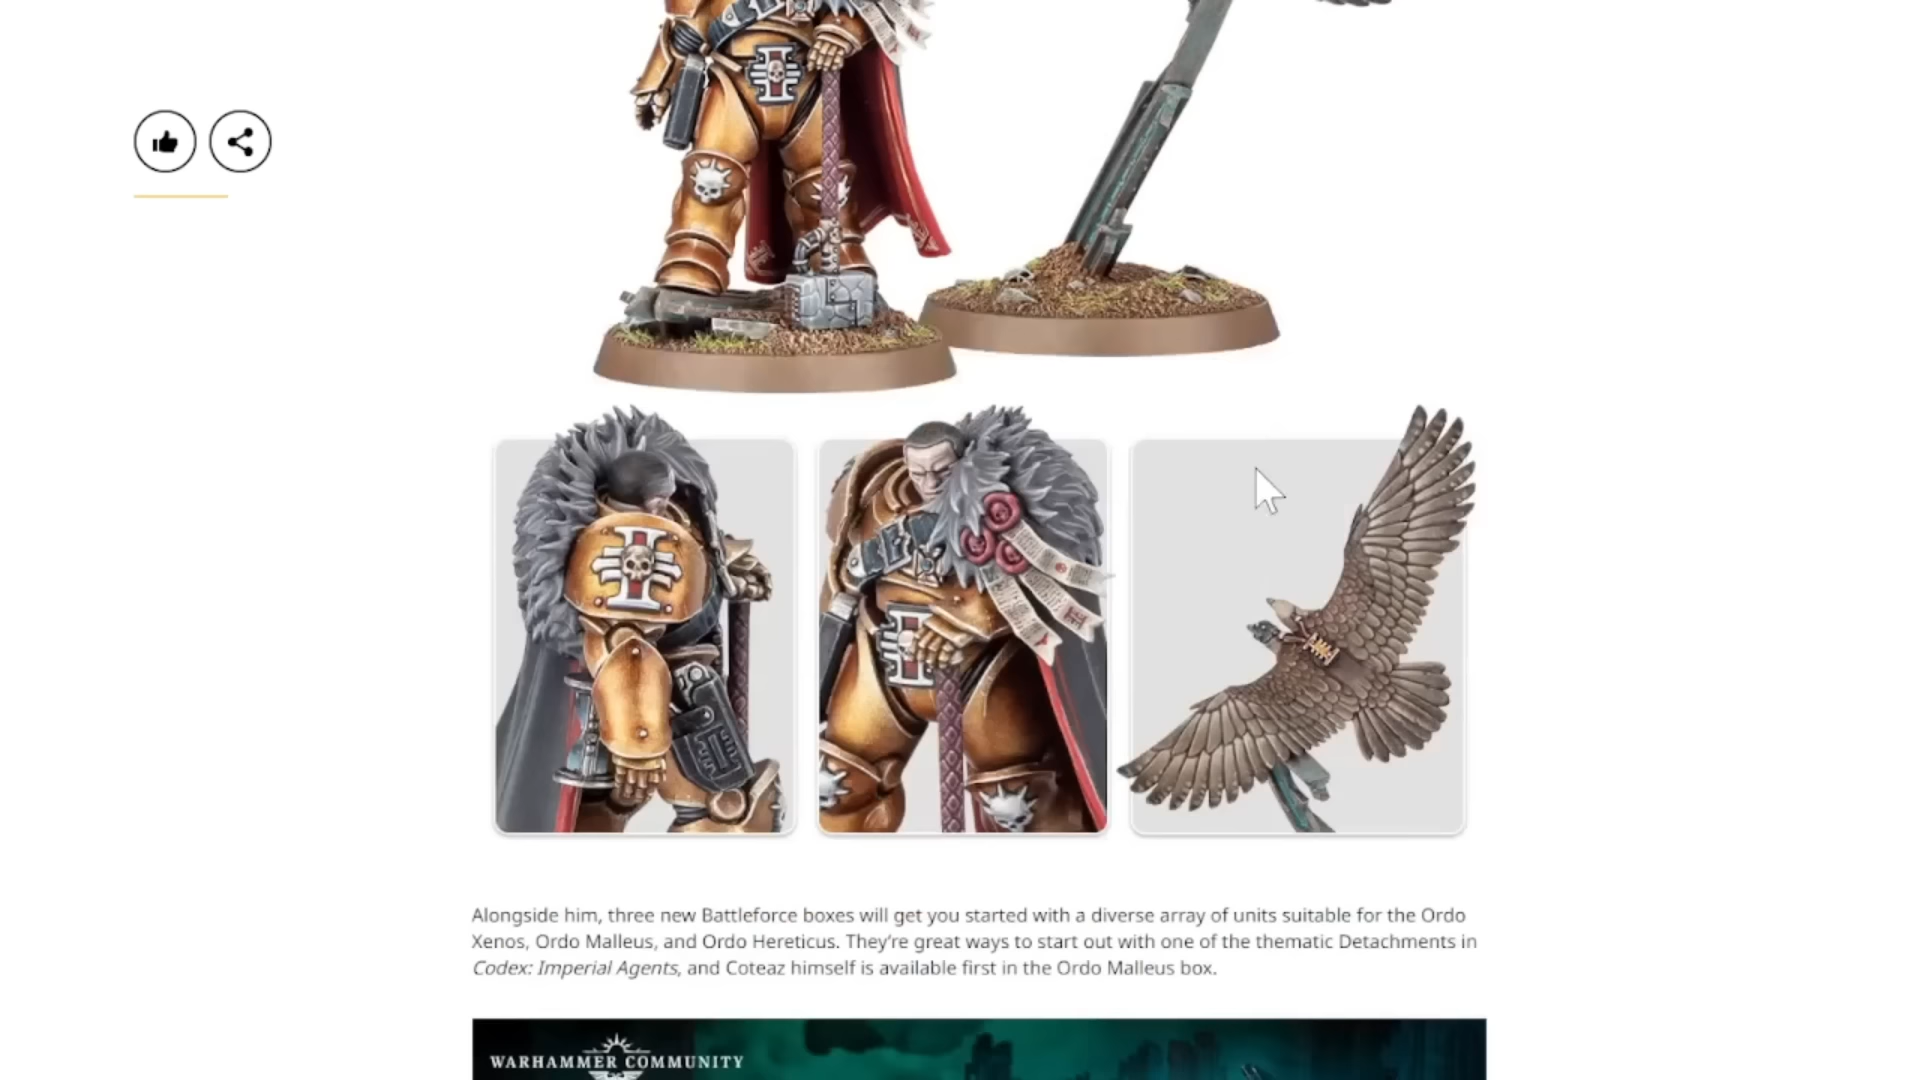 Alongside him, three new Battleforce boxes will get you started with a diverse array of units suitable for the Ordo
Xenos, Ordo Malleus, and Ordo Hereticus. They're great ways to start out with one of the thematic Detachments in
Codex: Imperial Agents, and Coteaz himself is available first in the Ordo Malleus box.
WARHAMMER COMMUNITY